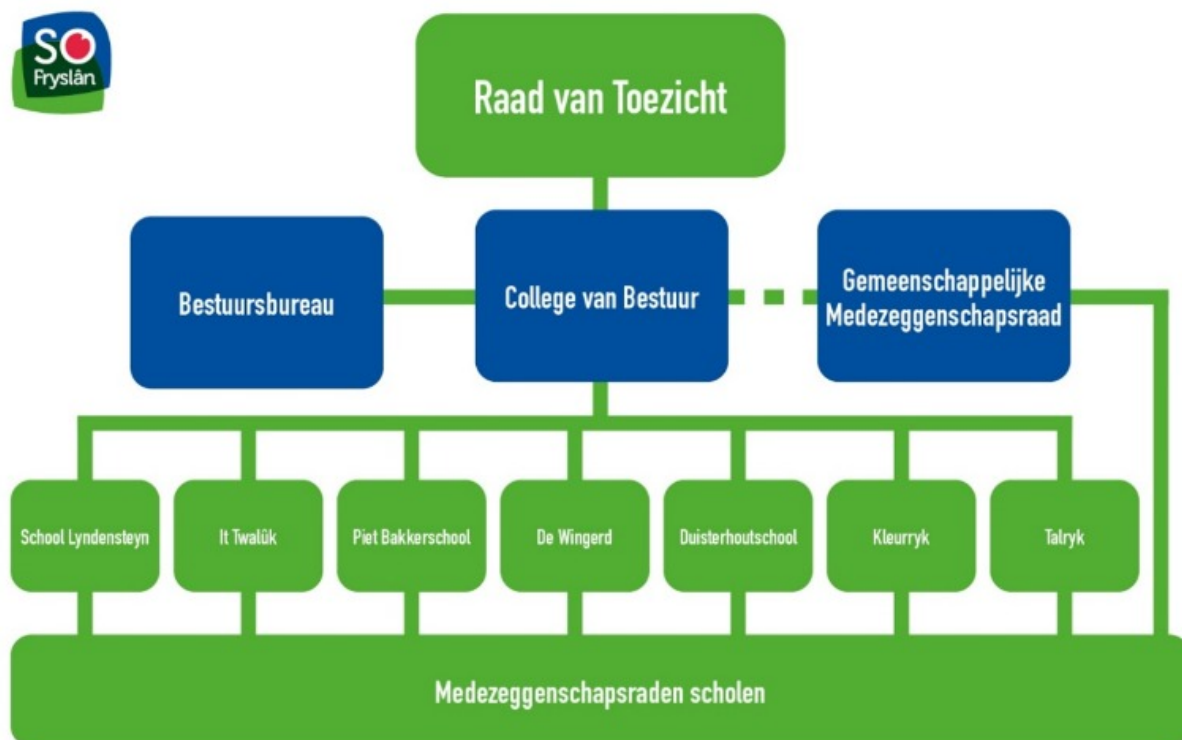 SO
Fryslân
Raad van Toezicht
Bestuursbureau
College van Bestuur
Gemeenschappelijke
Medezeggenschapsraad
School Lyndensteyn
It Twalûk
Piet Bakkerschool
De Wingerd
Duisterhoutschool
Kleurryk
Talryk
Medezeggenschapsraden scholen